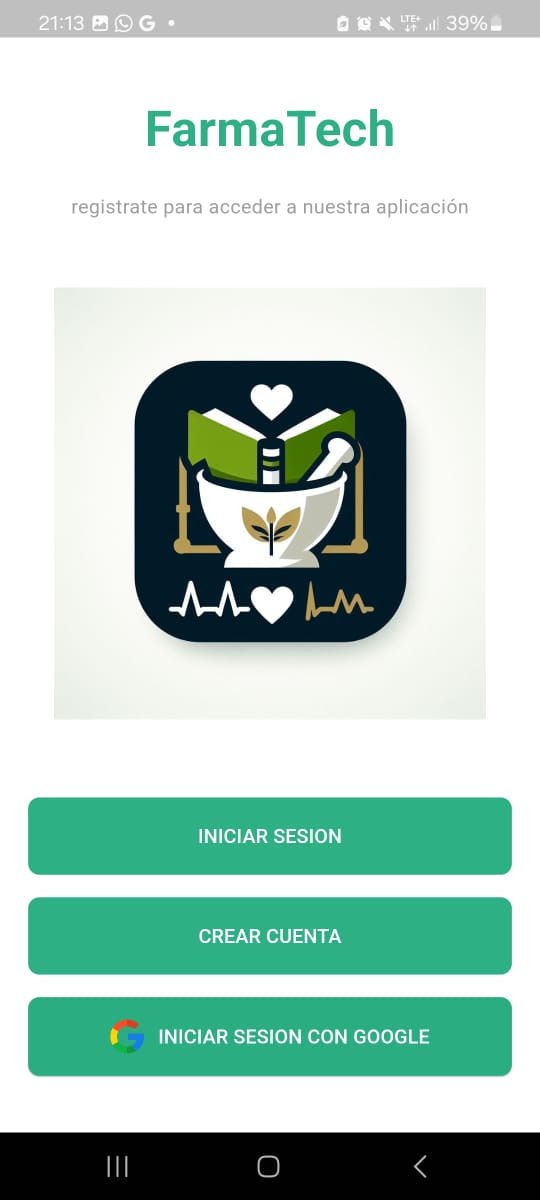 21:13
LTE+
39%
FarmaTech
registrate para acceder a nuestra aplicación
INICIAR SESION
CREAR CUENTA
INICIAR SESION CON GOOGLE